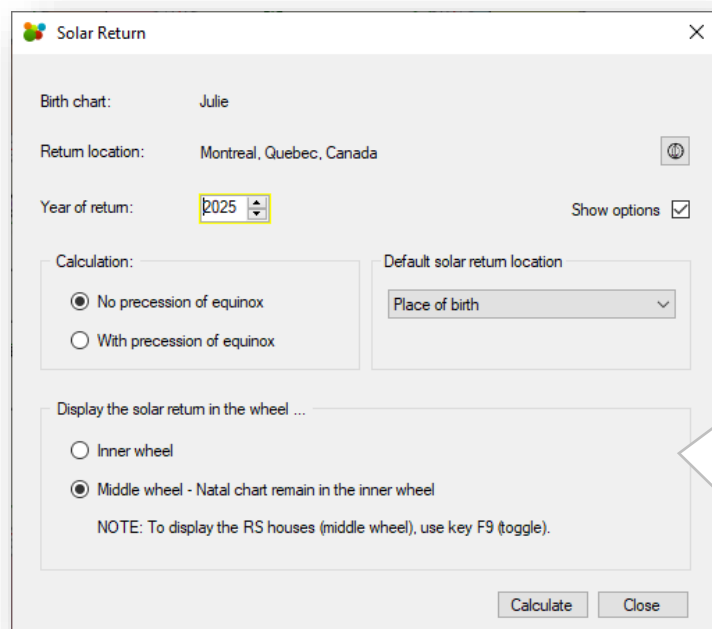 Solar Return
Birth chart: Julie
Return location: Montreal, Quebec, Canada
Year of return: 2025 Show options
Calculation: Default solar return location
No precession of equinox Place of birth
With precession of equinox
Display the solar return in the wheel ...
Inner wheel
Middle wheel - Natal chart remain in the inner wheel
NOTE: To display the RS houses (middle wheel), use key F9 (toggle).
Calculate Close